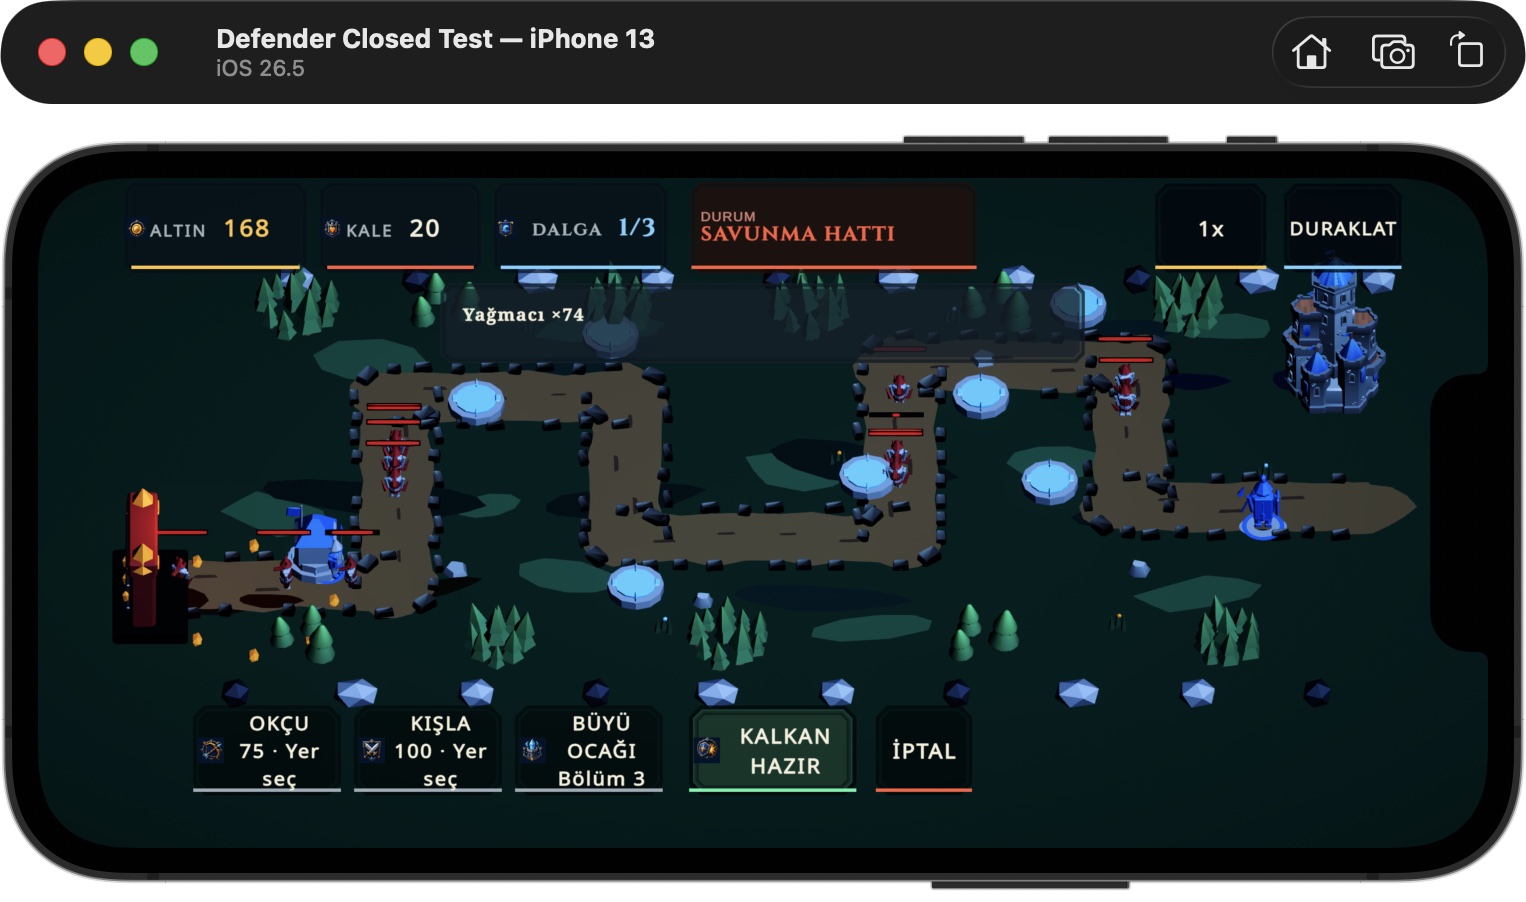 Defender Closed Test — iPhone 13
iOS 26.5
ALTIN 168
KALE 20
DALGA 1/3
DURUM
SAVUNMA HATTI
1x
DURAKLAT
Yağmacı ×74
OKÇU
75 · Yer
seç
KIŞLA
100 · Yer
seç
BÜYÜ
OCAĞI
Bölüm 3
KALKAN
HAZIR
İPTAL